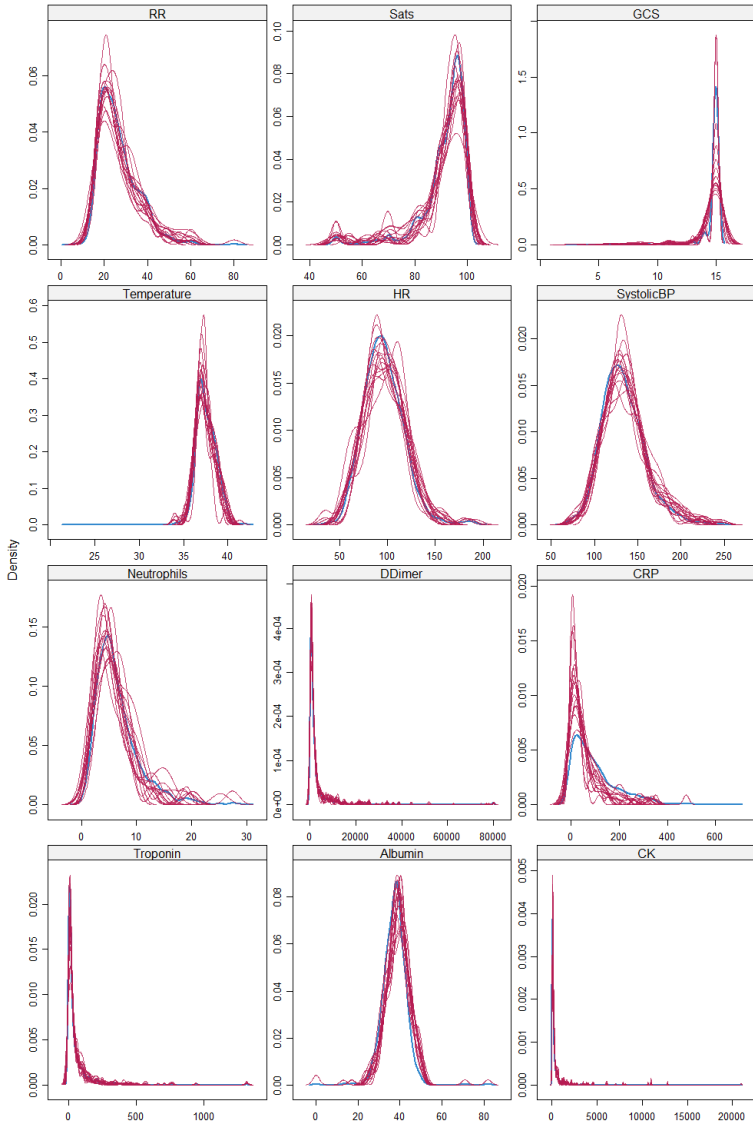 RR
Sats
GCS
0.00 0.02 0.04 0.06
0.00 0.02 0.04 0.06 0.08 0.10
0.0 0.5 1.0 1.5
0 20 40 60 80
40 60 80 100
5 10 15
Temperature
HR
SystolicBP
0.0 0.1 0.2 0.3 0.4 0.5 0.6
0.000 0.005 0.010 0.015 0.020
0.000 0.005 0.010 0.015 0.020
25 30 35 40
50 100 150 200
50 100 150 200 250
Density
Neutrophils
DDimer
CRP
0.00 0.05 0.10 0.15
0e+00 1e-04 2e-04 3e-04 4e-04
0.000 0.005 0.010 0.015 0.020
0 10 20 30
0 20000 40000 60000 80000
0 200 400 600
Troponin
Albumin
CK
0.000 0.005 0.010 0.015 0.020
0.00 0.02 0.04 0.06 0.08
0.000 0.001 0.002 0.003 0.004 0.005
0 500 1000
0 20 40 60 80
0 5000 10000 15000 20000